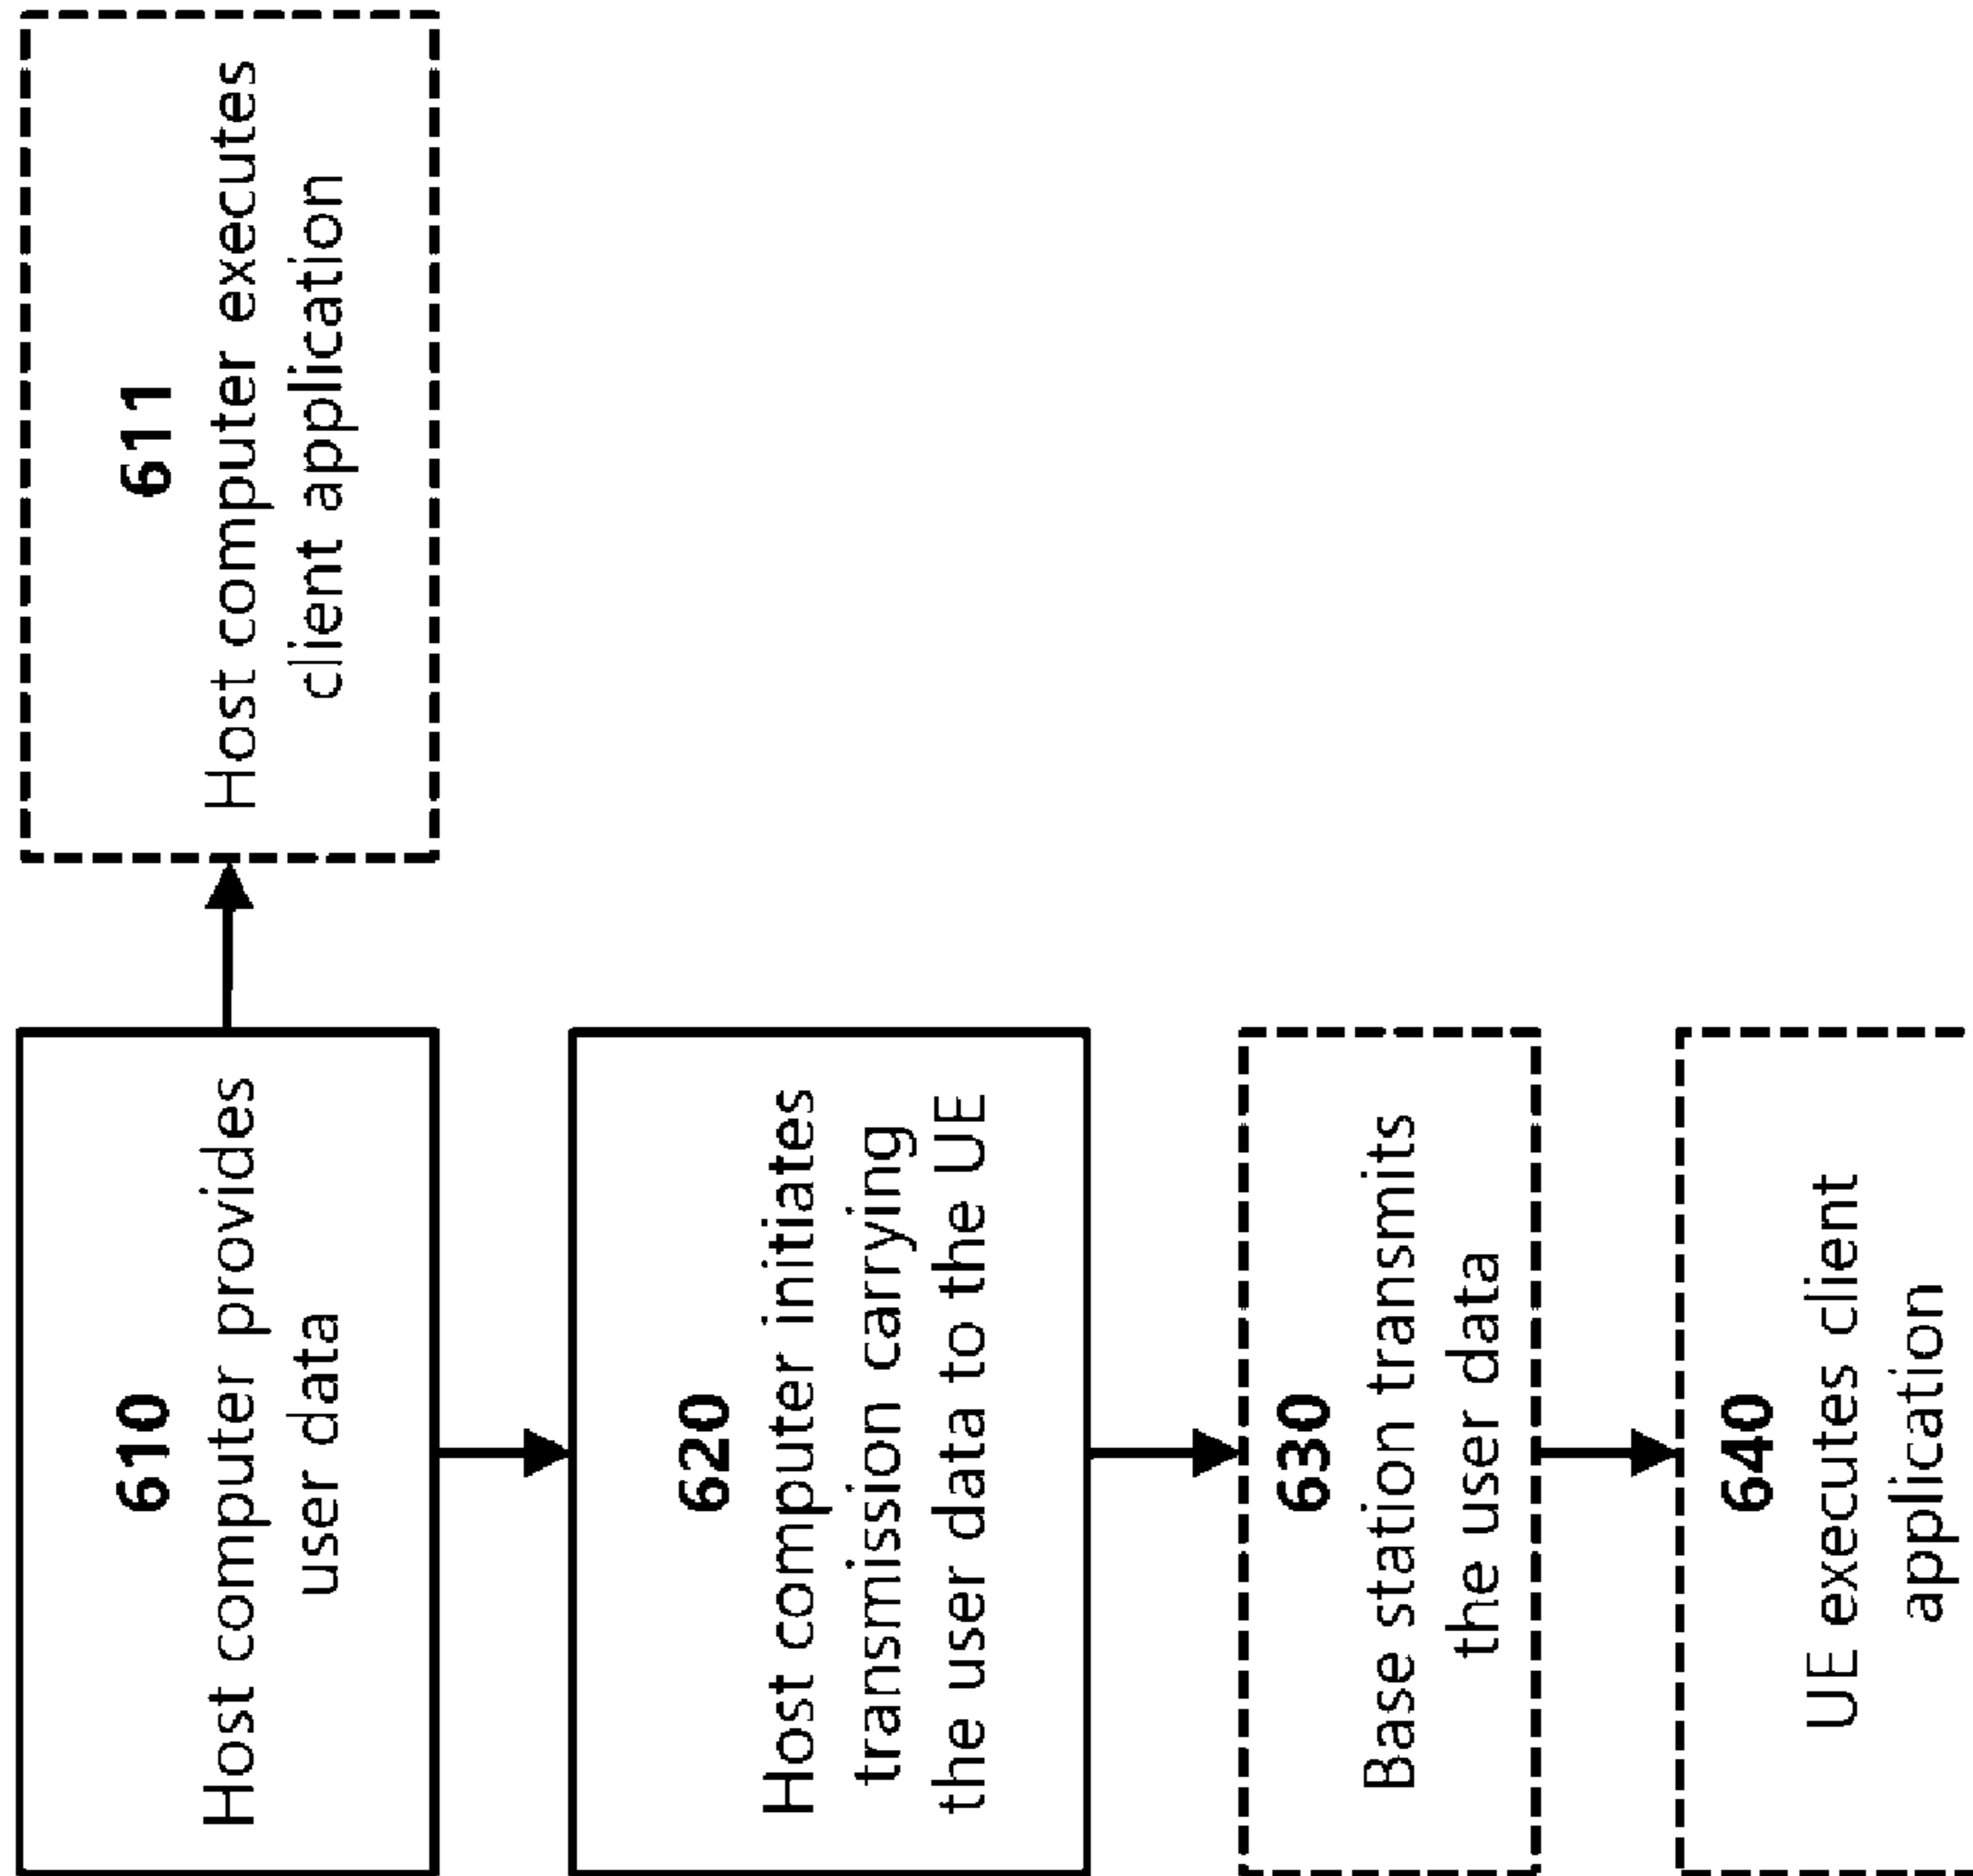 610
Host computer provides
user data
611
Host computer executes
client application
620
Host computer initiates
transmission carrying
the user data to the UE
630
Base station transmits
the user data
640
UE executes client
application